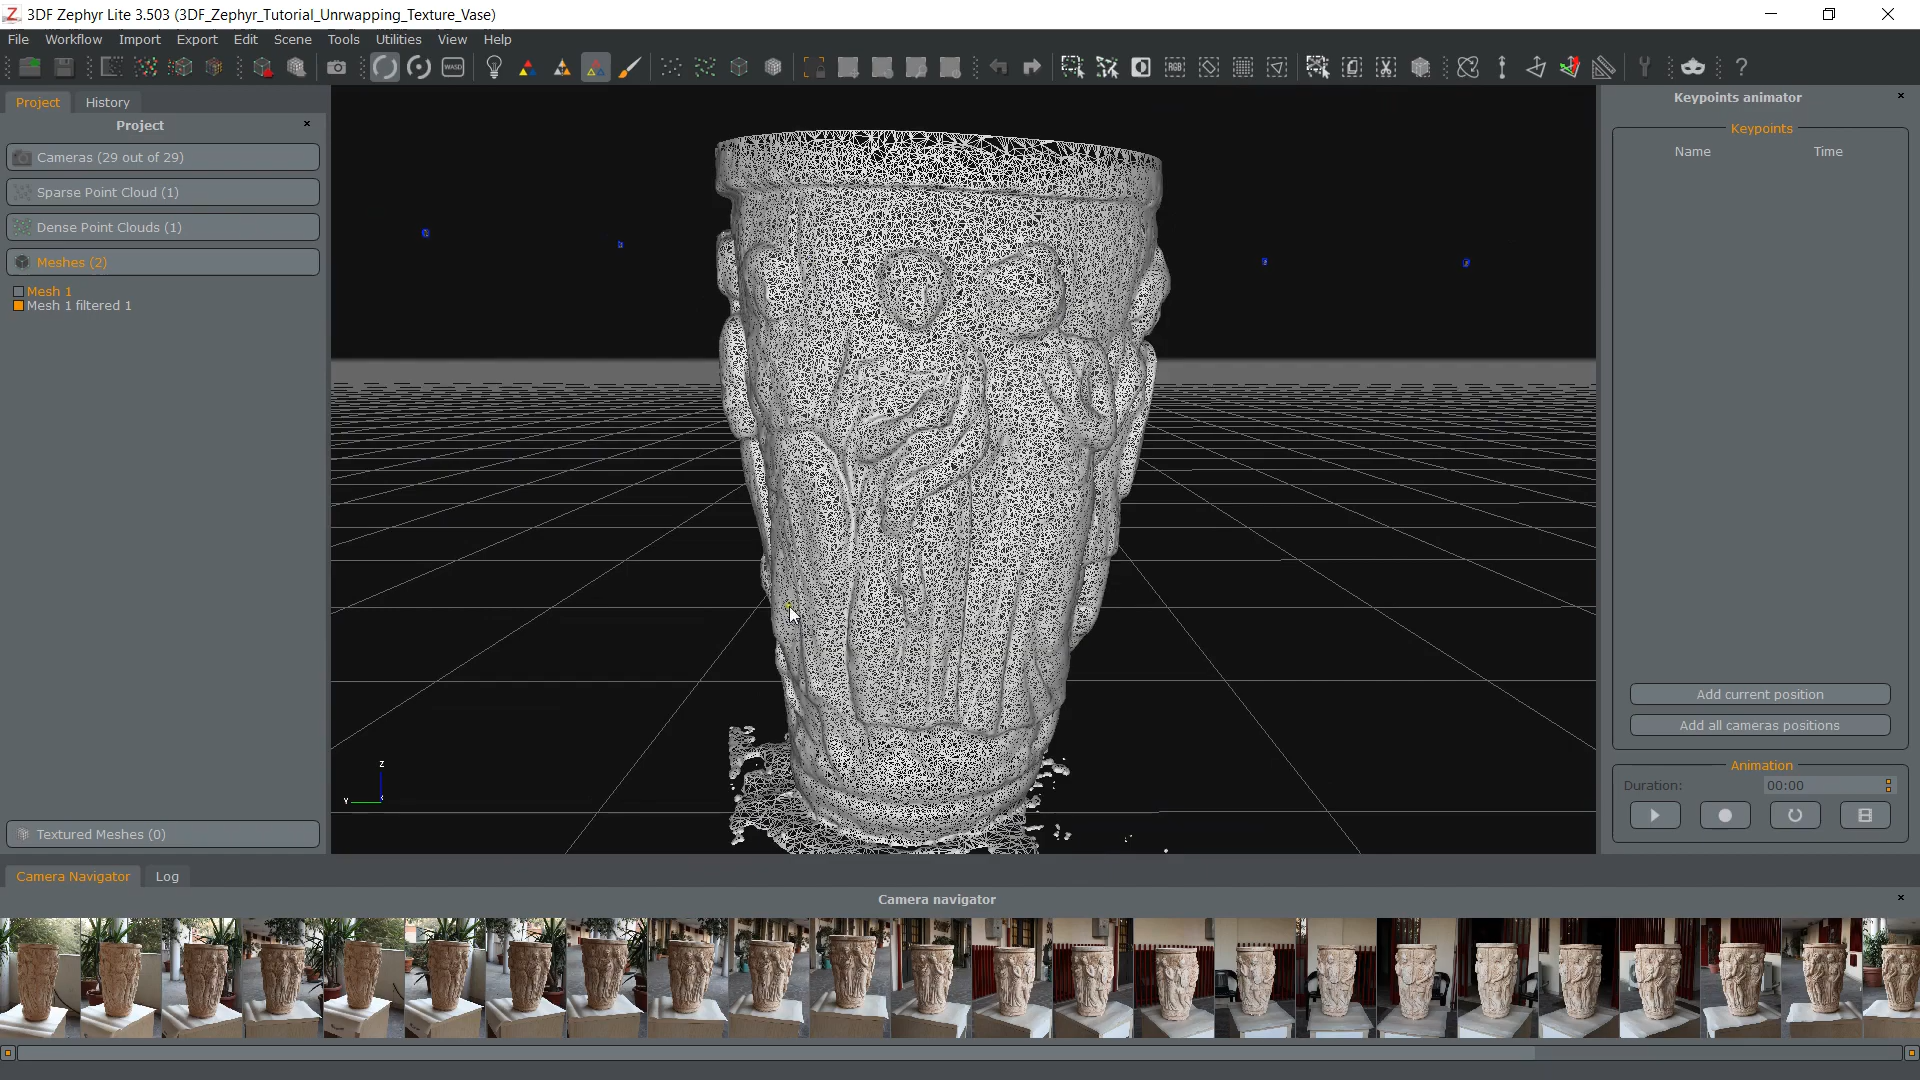 3DF Zephyr Lite 3.503 (3DF_Zephyr_Tutorial_Unrwapping_Texture_Vase)
File Workflow Import Export Edit Scene Tools Utilities View Help
WASD
RGB
?
Project History
Project
Cameras (29 out of 29)
Sparse Point Cloud (1)
Dense Point Clouds (1)
Meshes (2)
Mesh 1
Mesh 1 filtered 1
Textured Meshes (0)
Z
Y
Keypoints animator
Keypoints
Name Time
Add current position
Add all cameras positions
Animation
Duration: 00:00
Camera Navigator Log
Camera navigator